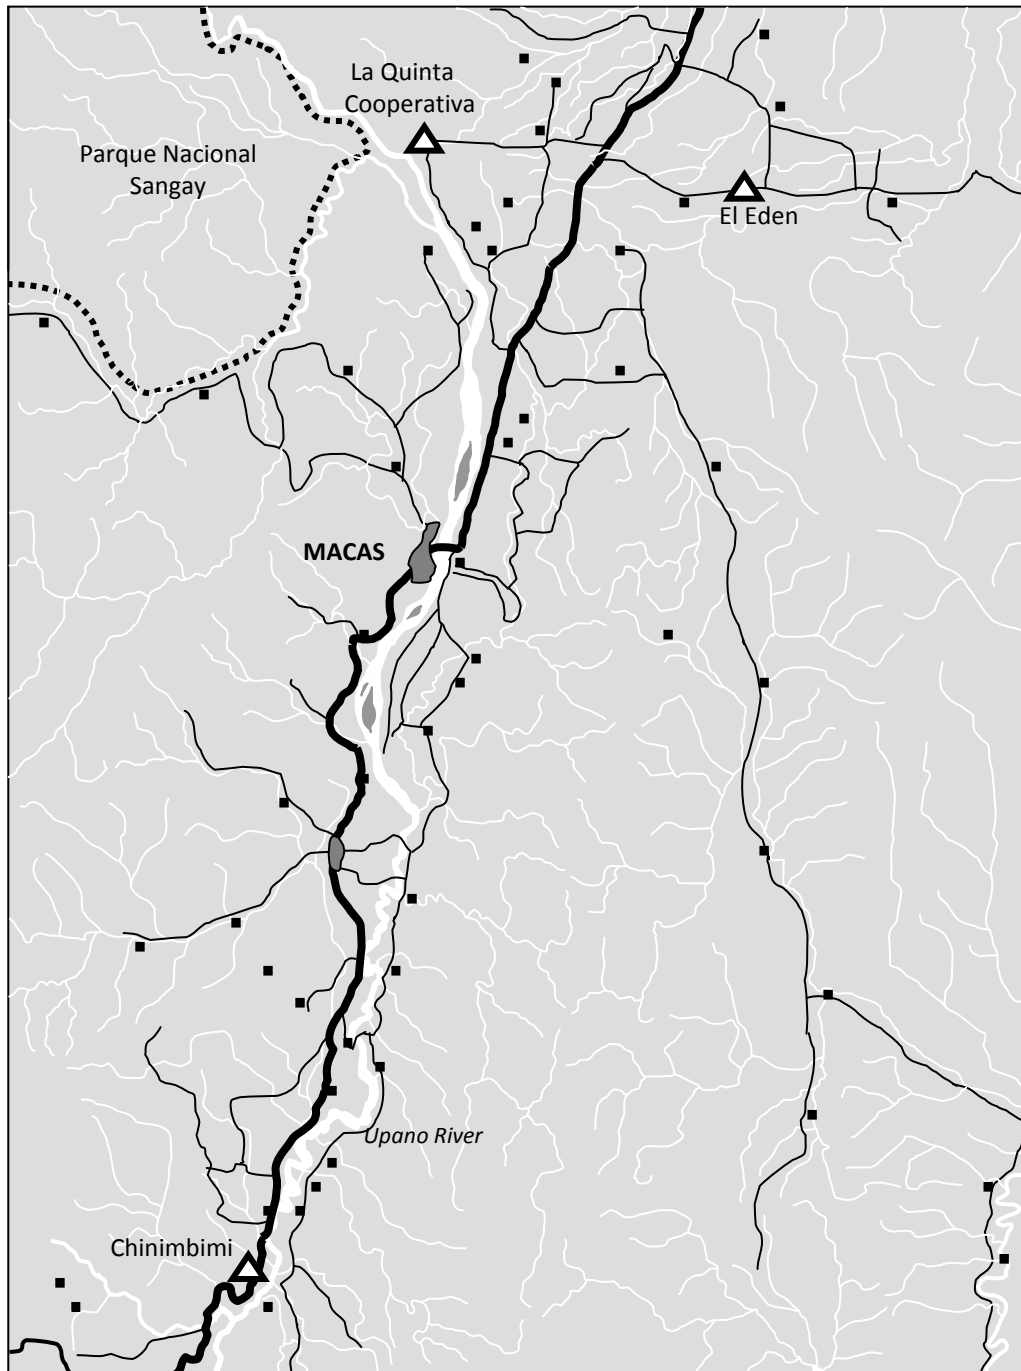 La Quinta
Cooperativa
Parque Nacional
Sangay
El Eden
MACAS
Upano River
Chinimbimi